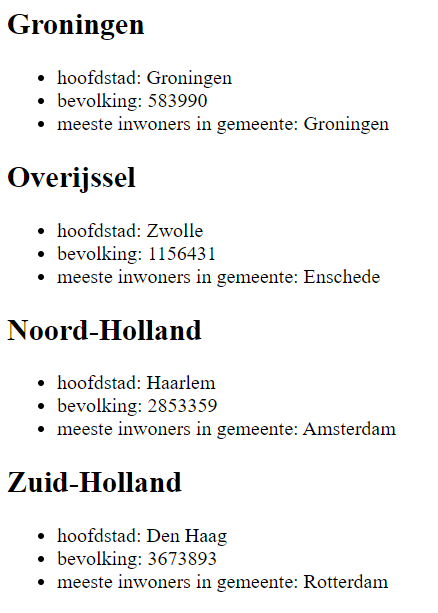 Groningen
hoofdstad: Groningen
bevolking: 583990
meeste inwoners in gemeente: Groningen
Overijssel
hoofdstad: Zwolle
bevolking: 1156431
meeste inwoners in gemeente: Enschede
Noord-Holland
hoofdstad: Haarlem
bevolking: 2853359
meeste inwoners in gemeente: Amsterdam
Zuid-Holland
hoofdstad: Den Haag
bevolking: 3673893
meeste inwoners in gemeente: Rotterdam